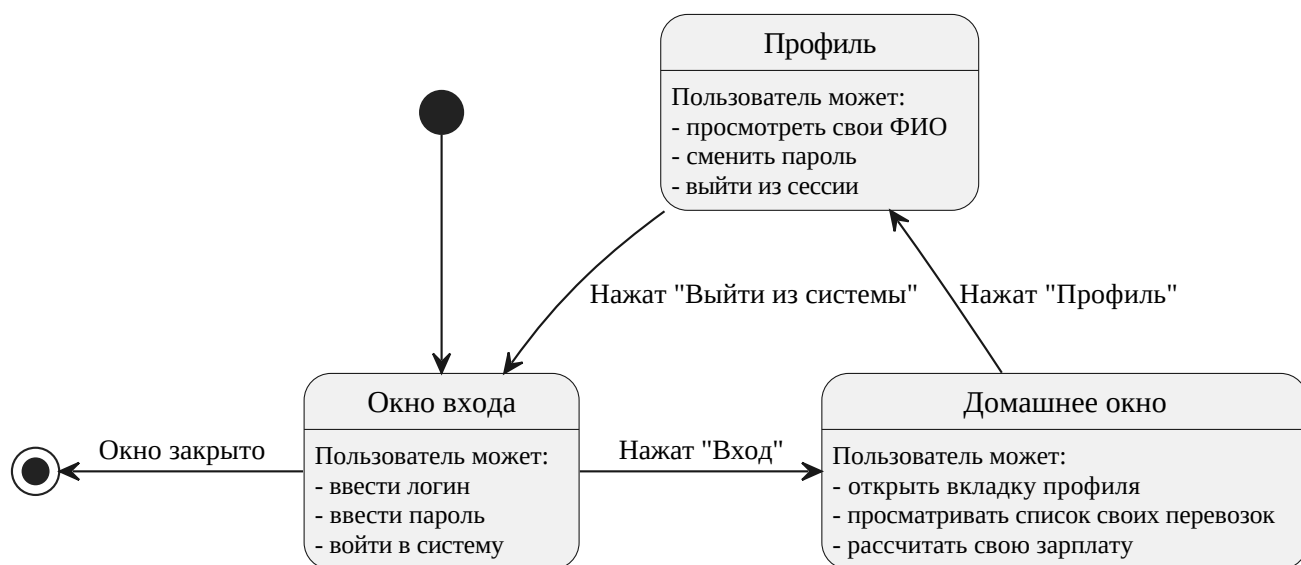 Профиль
Пользователь может:
- просмотреть свои ФИО
- сменить пароль
- выйти из сессии
Нажат "Выйти из системы"
Нажат "Профиль"
Окно закрыто
Окно входа
Пользователь может:
- ввести логин
- ввести пароль
- войти в систему
Нажат "Вход"
Домашнее окно
Пользователь может:
- открыть вкладку профиля
- просматривать список своих перевозок
- рассчитать свою зарплату